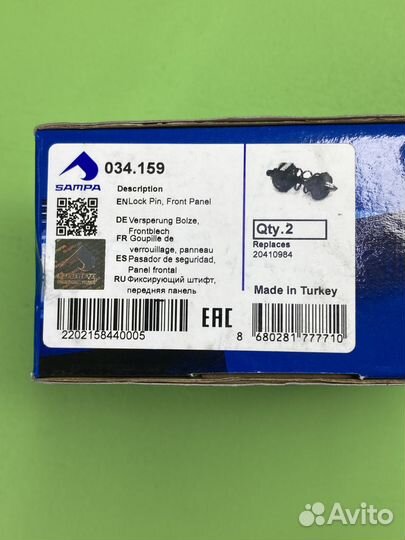 034.159
SAMPA
Description
EN Lock Pin, Front Panel
DE Versperung Bolze,
Frontblech
FR Goupille de
verrouillage, panneau
ES Pasador de seguridad,
Panel frontal
RU Фиксирующий штифт,
передняя панель
Qty.2
Replaces
20410984
Made in Turkey
EAC
2202158440005
8 680281 777710
Avito